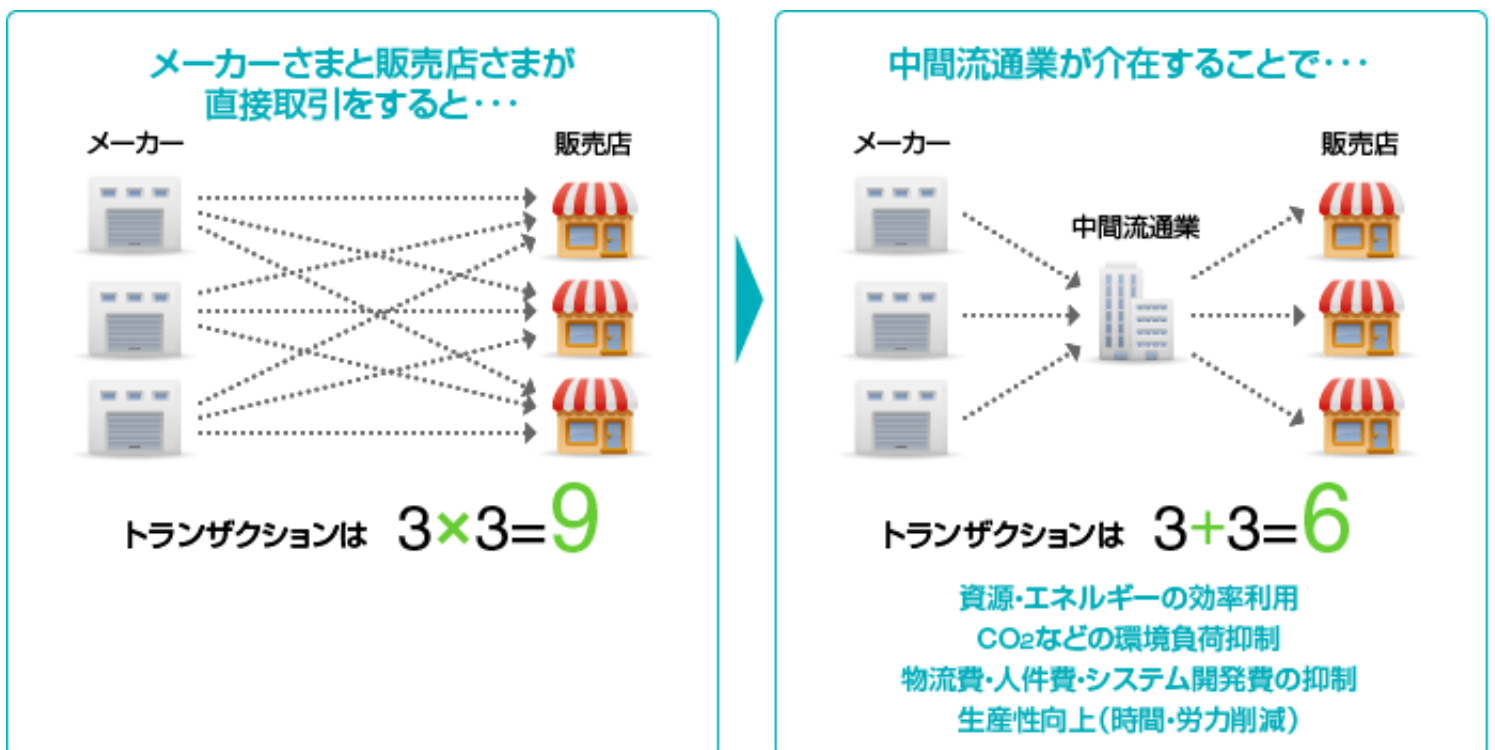 メーカーさまと販売店さまが
直接取引をすると･･･
メーカー
販売店
トランザクションは 3×3=9
中間流通業が介在することで･･･
メーカー
販売店
中間流通業
トランザクションは 3+3=6
資源･エネルギーの効率利用
CO2などの環境負荷抑制
物流費･人件費･システム開発費の抑制
生産性向上(時間･労力削減)